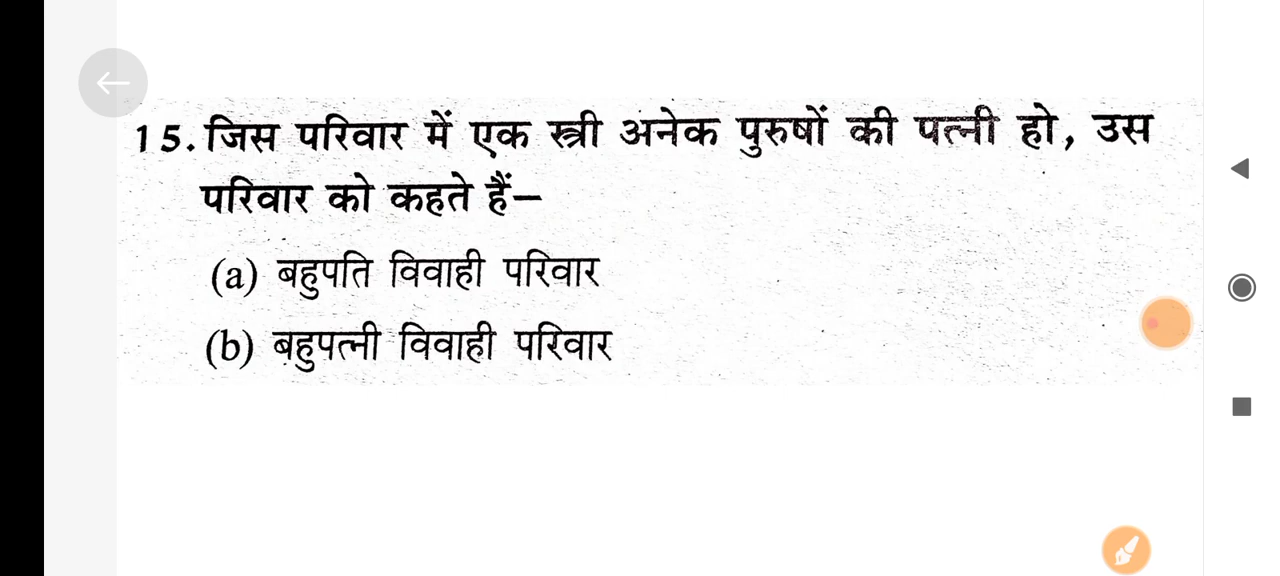 15. जिस परिवार में एक स्त्री अनेक पुरुषों की पत्नी हो, उस
परिवार को कहते हैं–
(a) बहुपति विवाही परिवार
(b) बहुपत्नी विवाही परिवार